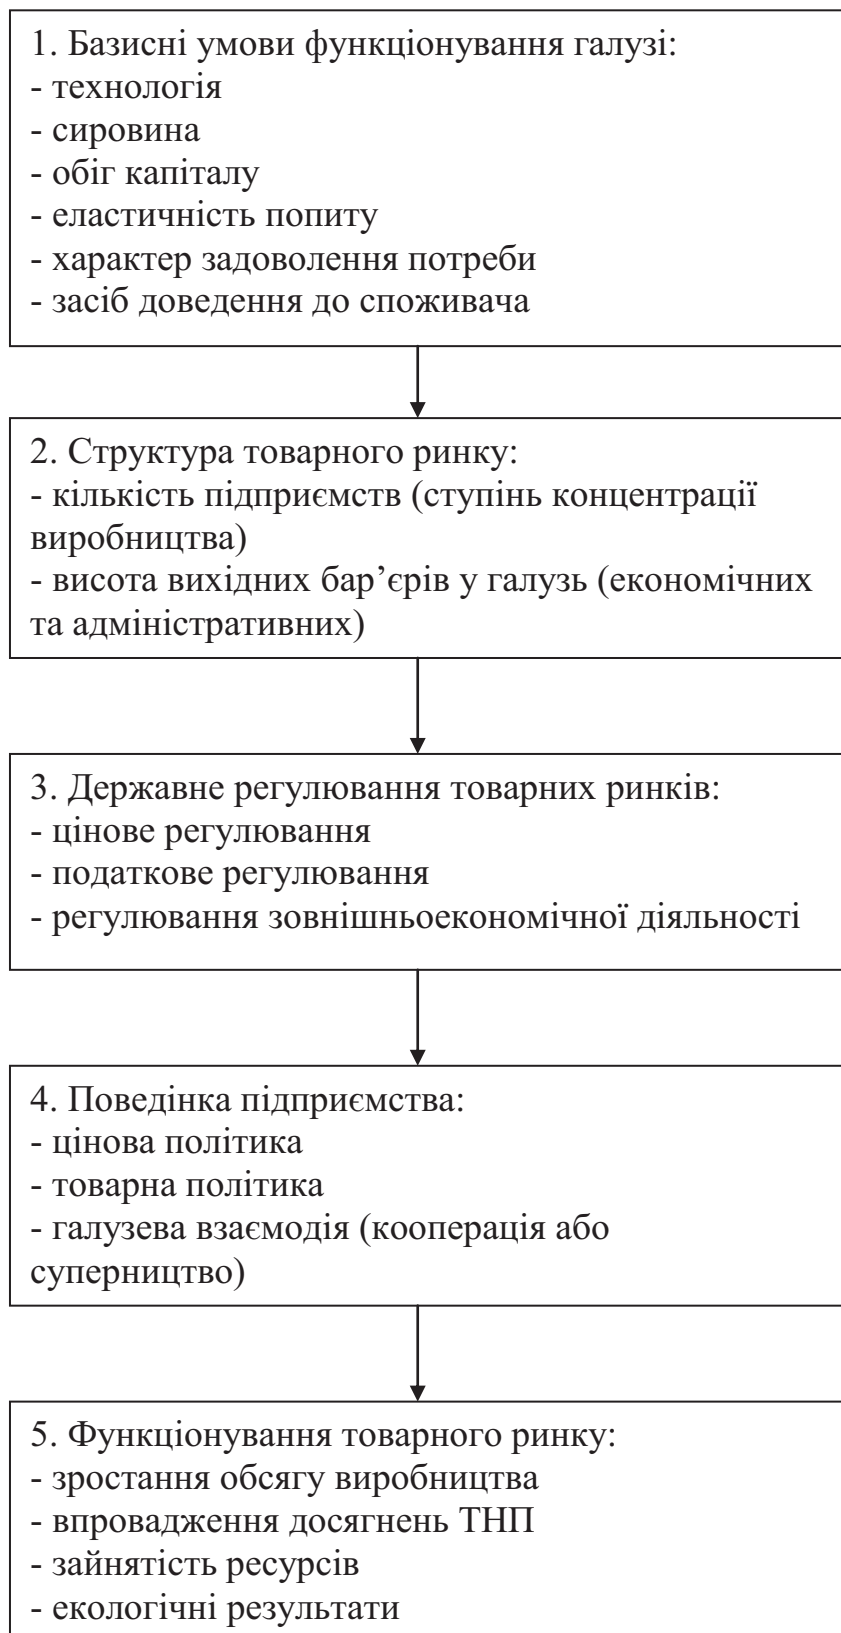 1. Базисні умови функціонування галузі:
- технологія
- сировина
- обіг капіталу
- еластичність попиту
- характер задоволення потреби
- засіб доведення до споживача
2. Структура товарного ринку:
- кількість підприємств (ступінь концентрації
виробництва)
- висота вихідних бар’єрів у галузь (економічних
та адміністративних)
3. Державне регулювання товарних ринків:
- цінове регулювання
- податкове регулювання
- регулювання зовнішньоекономічної діяльності
4. Поведінка підприємства:
- цінова політика
- товарна політика
- галузева взаємодія (кооперація або
суперництво)
5. Функціонування товарного ринку:
- зростання обсягу виробництва
- впровадження досягнень ТНП
- зайнятість ресурсів
- екологічні результати